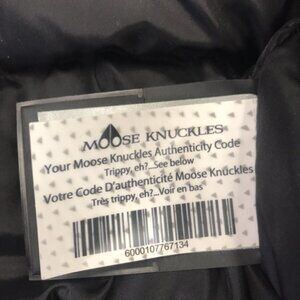 MOOSE KNUCKLES
Your Moose Knuckles Authenticity Code
Trippy, eh?...See below
Votre Code D'authenticité Moose Knuckles
Très trippy, eh?...Voir en bas
6000107767134